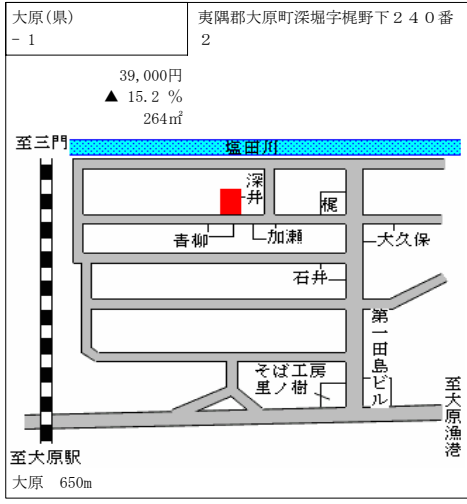 大原(県)
- 1
夷隅郡大原町深堀字梶野下２４０番
2
39,000円
▲ 15.2 %
264㎡
至三門
塩田川
深井
梶
青柳
加瀬
大久保
石井
第一田島ビル
そば工房
里ノ樹
至大原漁港
至大原駅
大原 650m